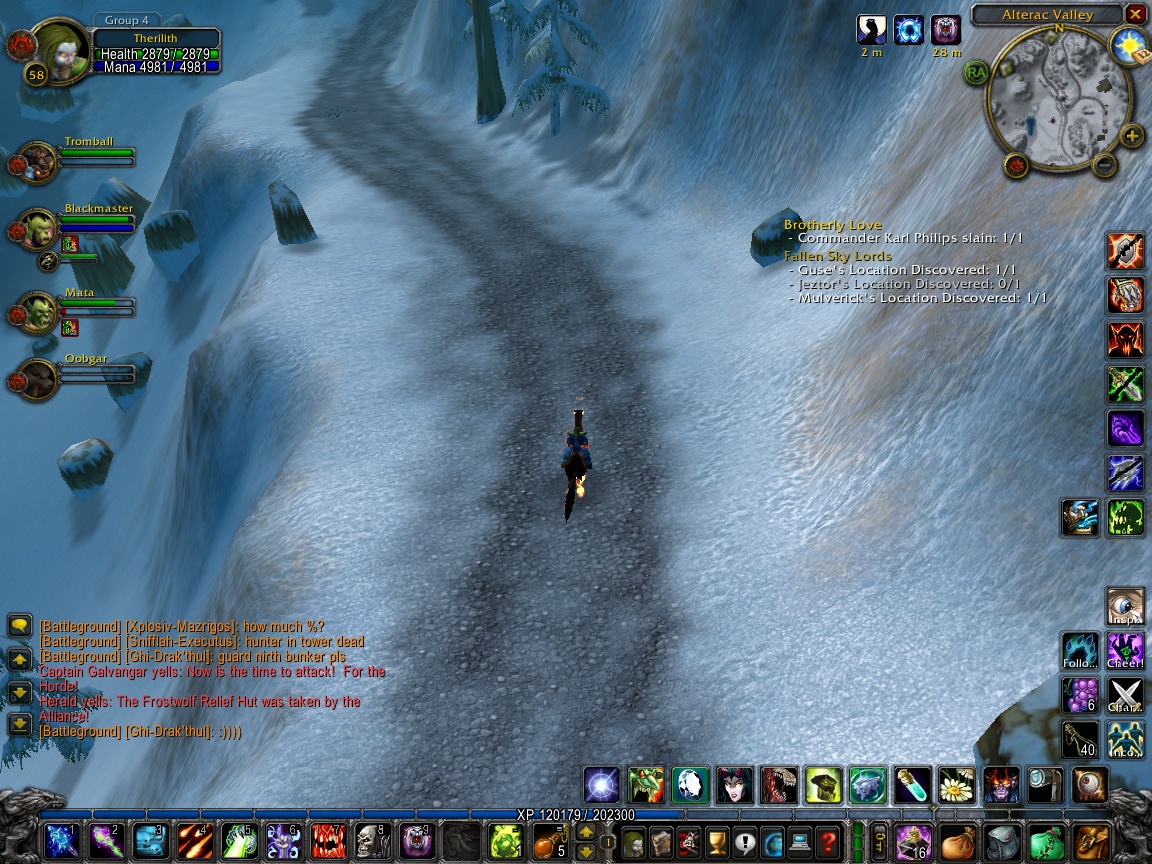 Group 4
Therilith
Health 2879 / 2879
Mana 4981 / 4981
58
Tromball
Blackmaster
Mata
Oobgar
2 m
28 m
Alterac Valley
N
RA
Brotherly Love
- Commander Karl Philips slain: 1/1
Fallen Sky Lords
- Guse's Location Discovered: 1/1
- Jeztor's Location Discovered: 0/1
- Mulverick's Location Discovered: 1/1
Insp...
Follo...
Cheer!
6
Char...
40
Inco...
[Battleground] [Xplosiv-Mazrigos]: how much %?
[Battleground] [Snifflah-Executus]: hunter in tower dead
[Battleground] [Ghi-Drak'thul]: guard nirth bunker pls
Captain Galvangar yells: Now is the time to attack! For the
Horde!
Herald yells: The Frostwolf Relief Hut was taken by the
Alliance!
[Battleground] [Ghi-Drak'thul]: :))))
XP 120179 / 202300
1 2 3 4 5 6 7 8 9 = 5 1 16